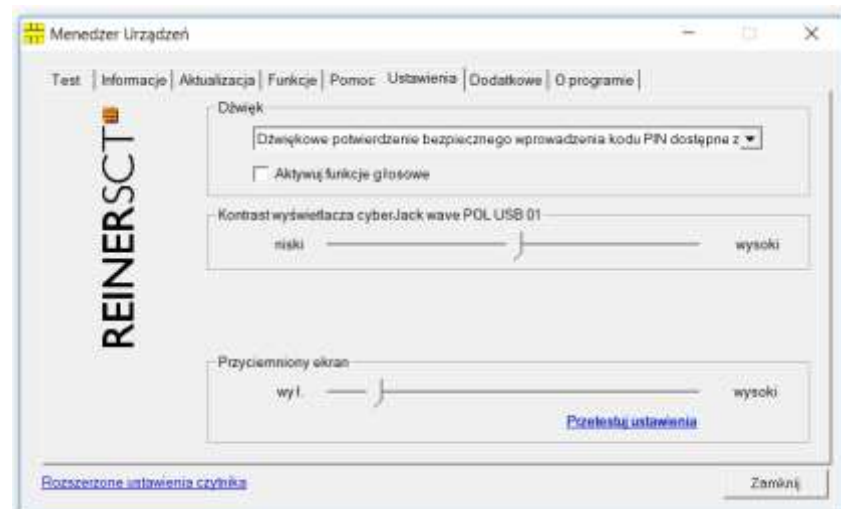 Menedżer Urządzeń
Test Informacje Aktualizacja Funkcje Pomoc Ustawienia Dodatkowe O programie
REINERSCT
Dźwięk
Dźwiękowe potwierdzenie bezpiecznego wprowadzenia kodu PIN dostępne z
Aktywuj funkcje głosowe
Kontrast wyświetlacza cyberJack wave POL USB 01
niski wysoki
Przyciemniony ekran
wył. wysoki
Przetestuj ustawienia
Rozszerzone ustawienia czytnika
Zamknij